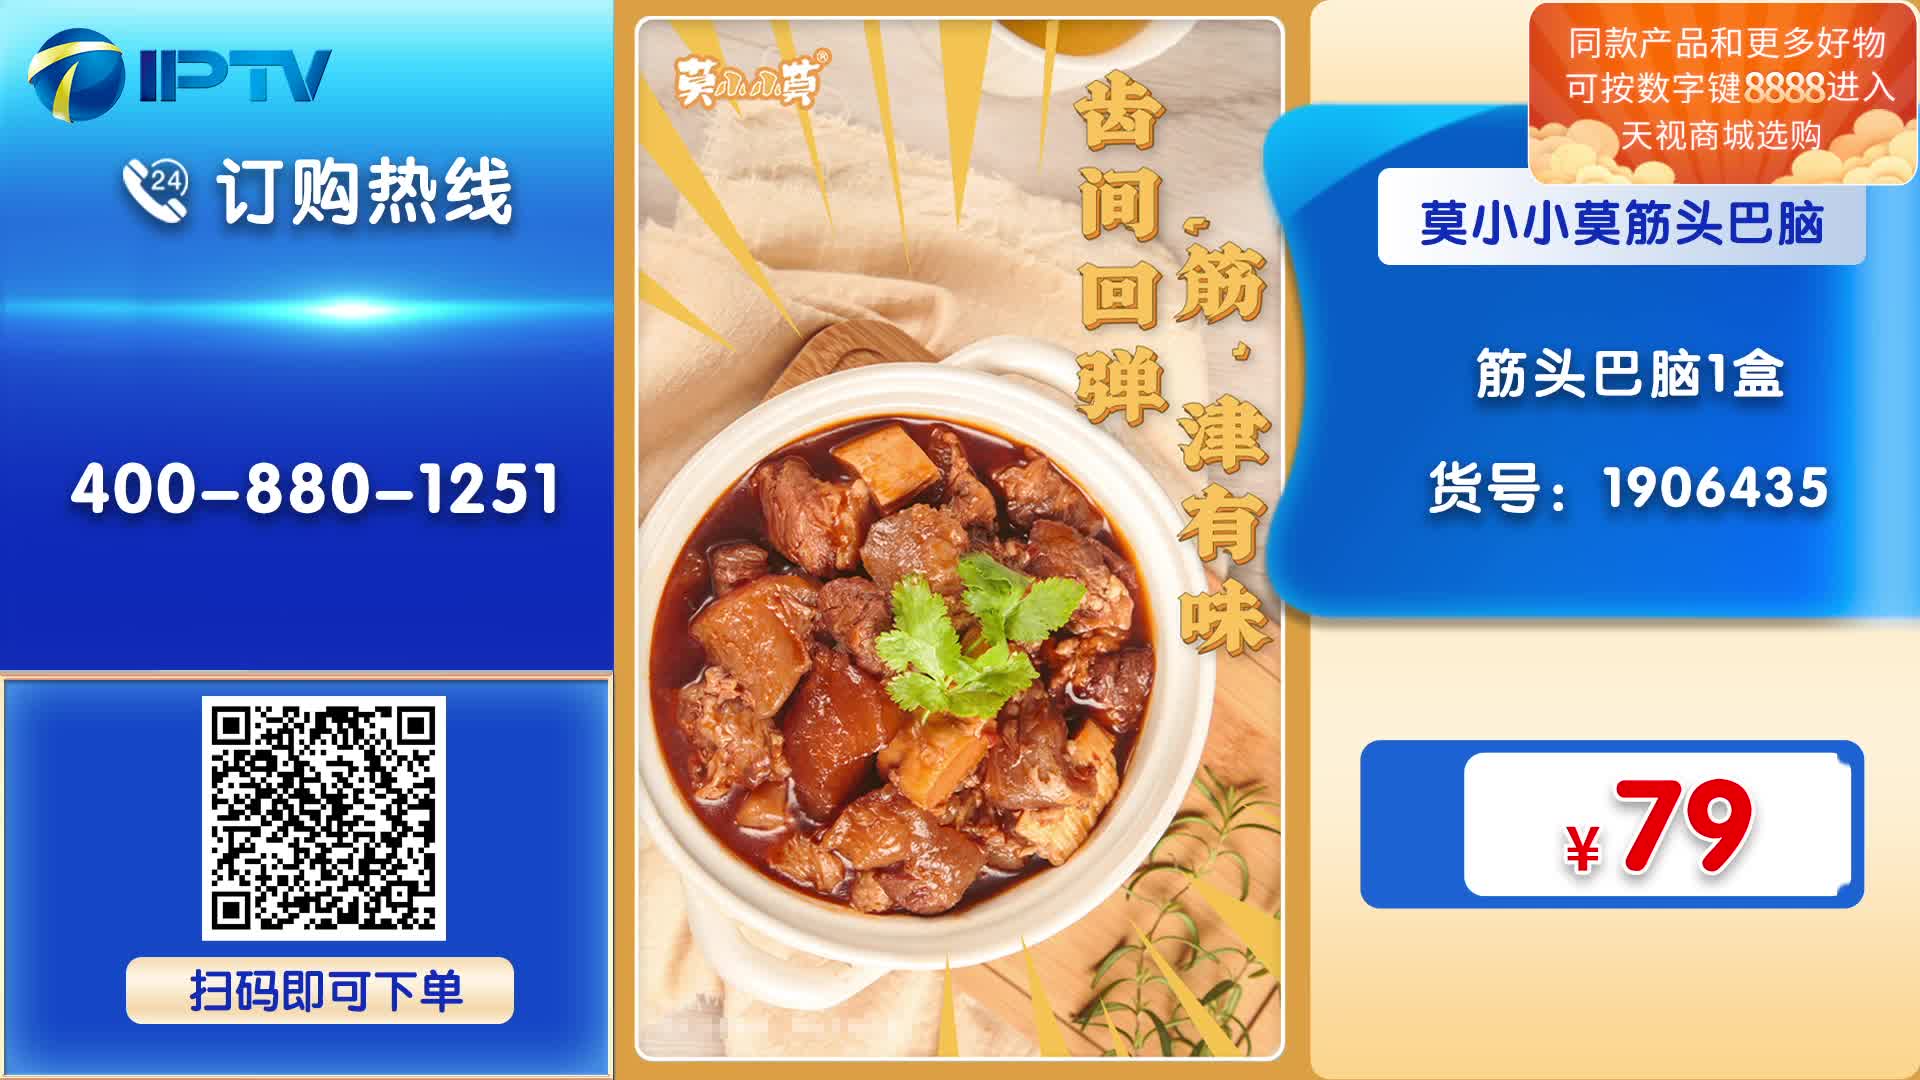 IPTV
24
订购热线
400-880-1251
扫码即可下单
莫小小莫®
齿间回弹
“筋”津有味
同款产品和更多好物
可按数字键8888进入
天视商城选购
莫小小莫筋头巴脑
筋头巴脑1盒
货号：1906435
¥79